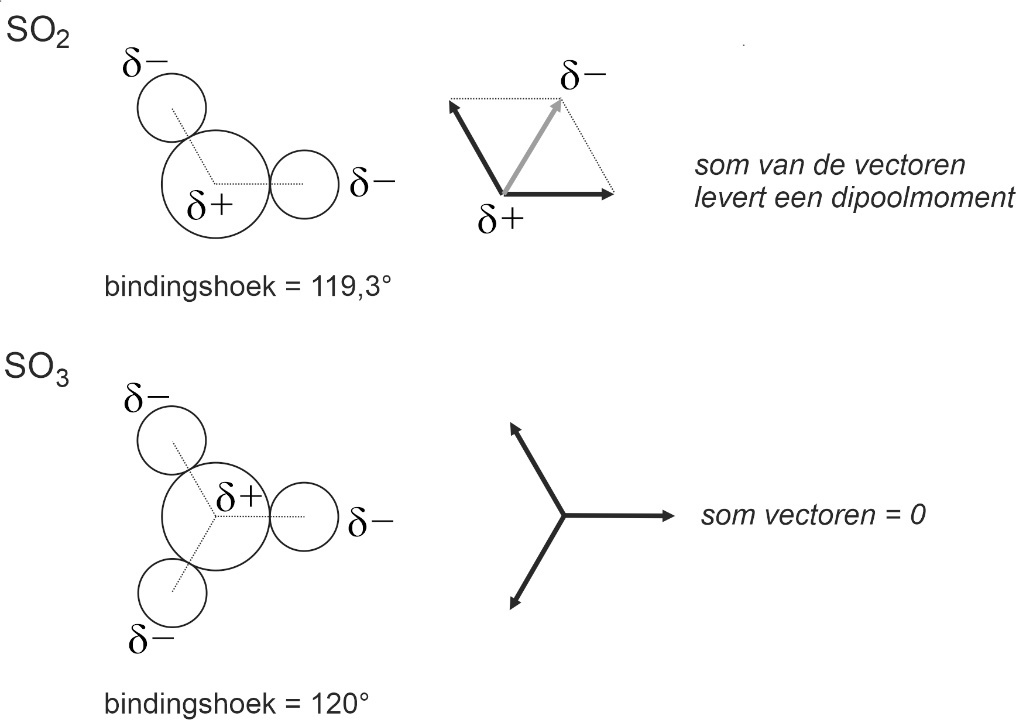 SO₂
δ−
δ+
δ−
δ−
δ+
som van de vectoren
levert een dipoolmoment
bindingshoek = 119,3°
SO₃
δ−
δ+
δ−
δ−
som vectoren = 0
bindingshoek = 120°